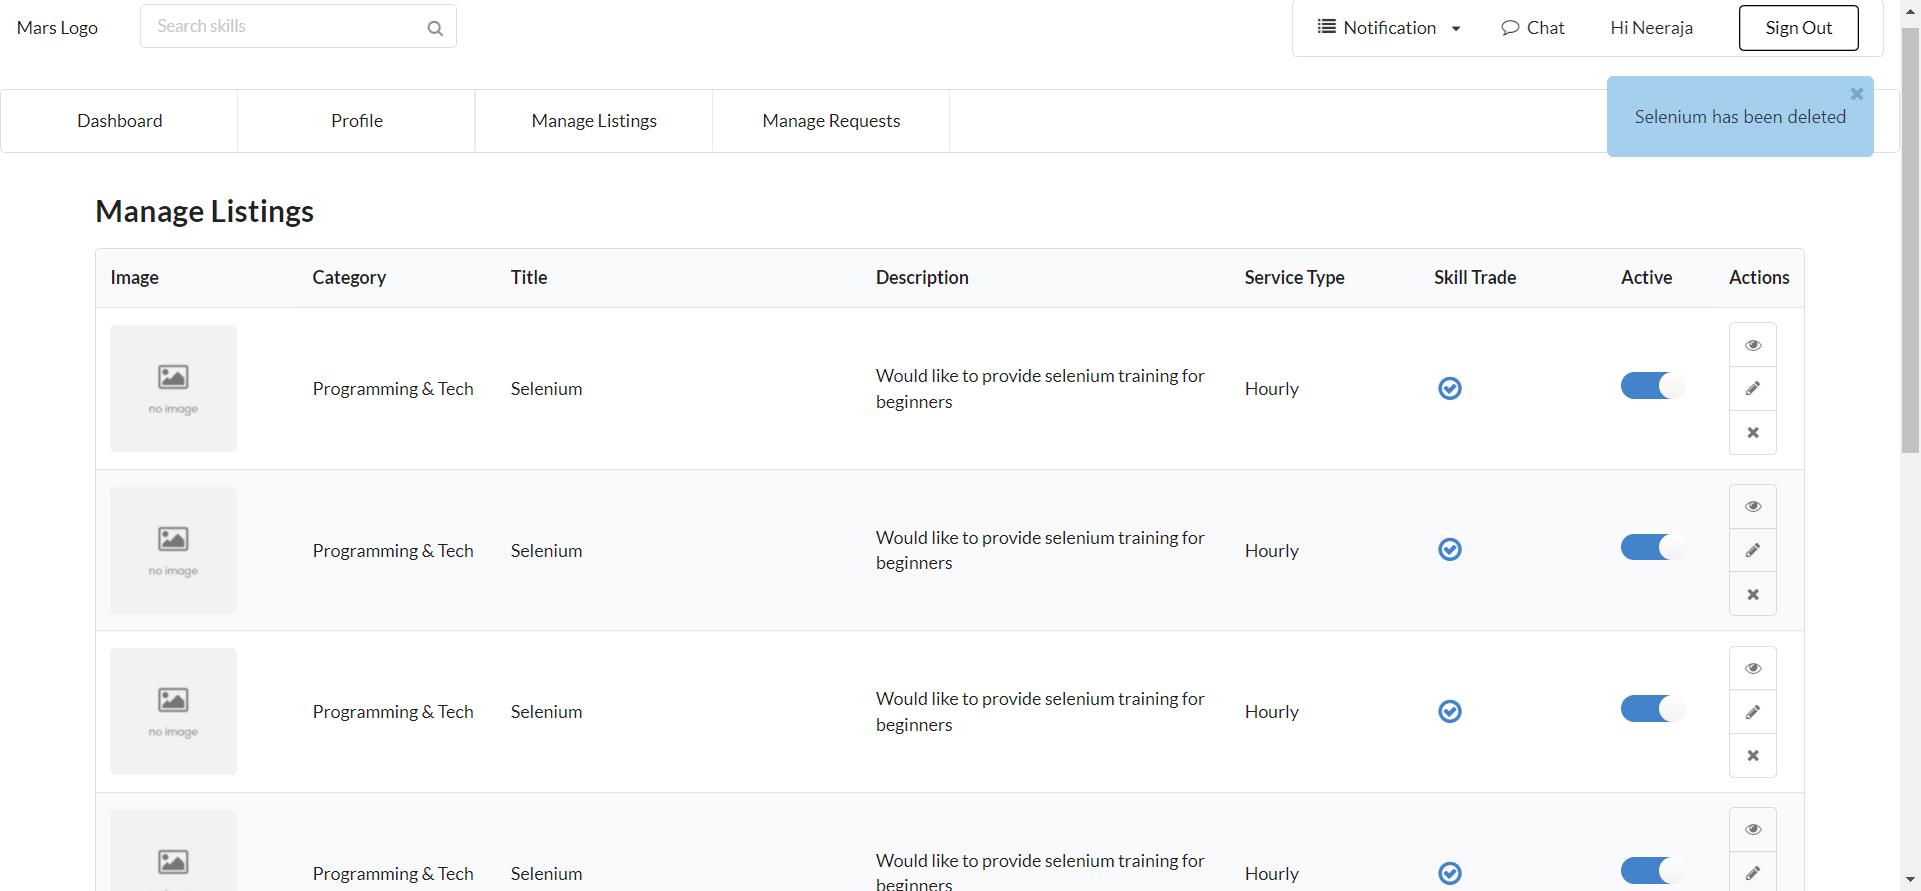 Mars Logo
Search skills
Notification
Chat
Hi Neeraja
Sign Out
Dashboard
Profile
Manage Listings
Manage Requests
Selenium has been deleted
Manage Listings
Image
Category
Title
Description
Service Type
Skill Trade
Active
Actions
no image
Programming & Tech
Selenium
Would like to provide selenium training for
beginners
Hourly
no image
Programming & Tech
Selenium
Would like to provide selenium training for
beginners
Hourly
no image
Programming & Tech
Selenium
Would like to provide selenium training for
beginners
Hourly
Programming & Tech
Selenium
Would like to provide selenium training for
beginners
Hourly